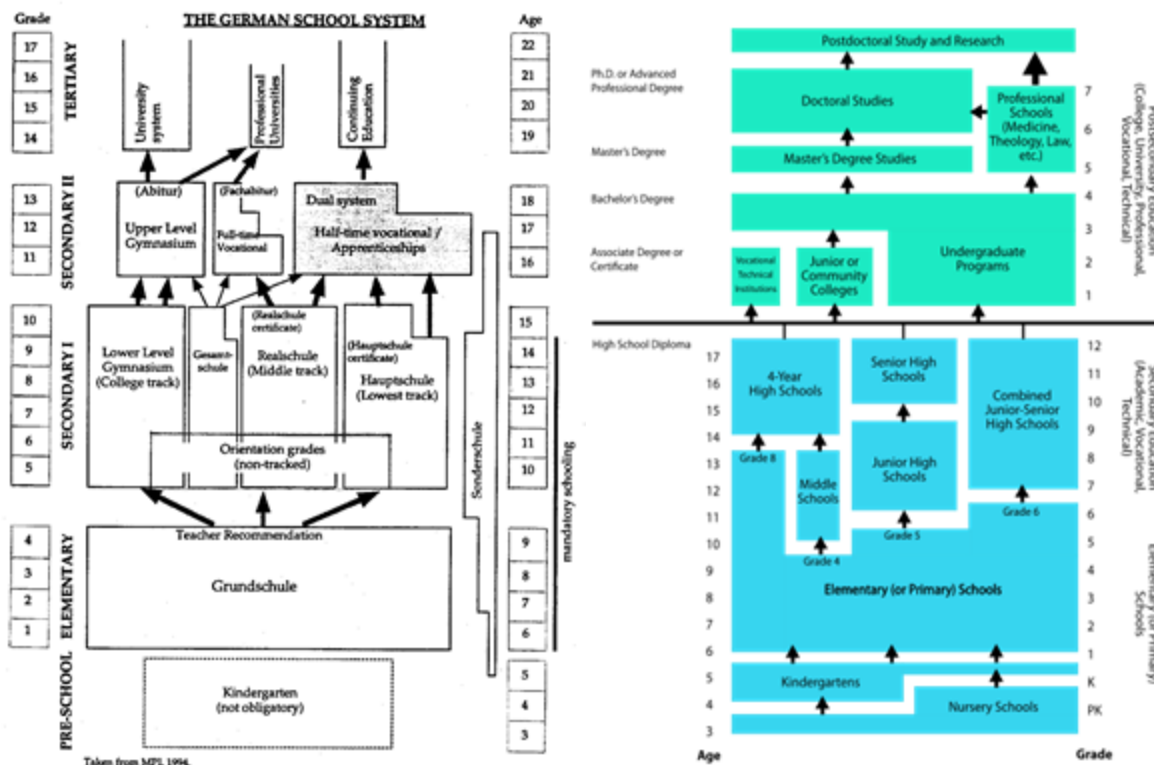 Grade
THE GERMAN SCHOOL SYSTEM
Age
17
16
15
14
TERTIARY
University
system
Professional
Universities
Continuing
Education
22
21
20
19
13
12
11
SECONDARY II
(Abitur)
Upper Level
Gymnasium
(Fachabitur)
Full-time
Vocational
Dual system
Half-time vocational /
Apprenticeships
18
17
16
10
9
8
7
6
5
SECONDARY I
Lower Level
Gymnasium
(College track)
Gesamt-
schule
(Realschule
certificate)
Realschule
(Middle track)
(Hauptschule
certificate)
Hauptschule
(Lowest track)
Orientation grades
(non-tracked)
15
14
13
12
11
10
Sonderschule
mandatory schooling
4
3
2
1
ELEMENTARY
Teacher Recommendation
Grundschule
9
8
7
6
PRE-SCHOOL
Kindergarten
(not obligatory)
5
4
3
Taken from MPI, 1994.
Postdoctoral Study and Research
Ph.D. or Advanced
Professional Degree
Doctoral Studies
Professional
Schools
(Medicine,
Theology, Law,
etc.)
7
6
5
Master's Degree
Master's Degree Studies
Bachelor's Degree
4
3
Associate Degree or
Certificate
Vocational
Technical
Institutions
Junior or
Community
Colleges
Undergraduate
Programs
2
1
Postsecondary Education
(College, University, Professional,
Vocational, Technical)
High School Diploma
17
16
15
14
13
12
11
10
9
8
7
6
5
4
3
4-Year
High Schools
Senior High
Schools
Combined
Junior-Senior
High Schools
Grade 8
Middle
Schools
Junior High
Schools
Grade 6
Grade 5
Grade 4
Elementary (or Primary) Schools
Kindergartens
Nursery Schools
12
11
10
9
8
7
6
5
4
3
2
1
K
PK
Secondary Education
(Academic, Vocational,
Technical)
Elementary (or Primary)
Schools
Age
Grade